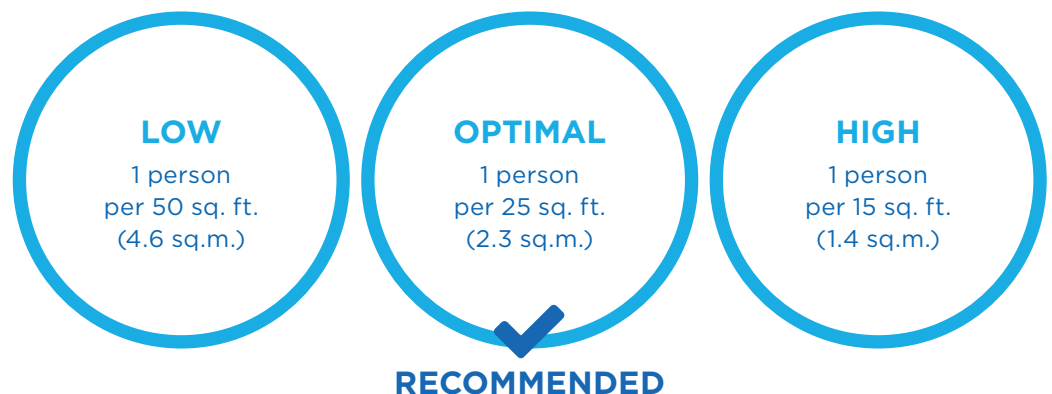 LOW
1 person
per 50 sq. ft.
(4.6 sq.m.)
OPTIMAL
1 person
per 25 sq. ft.
(2.3 sq.m.)
RECOMMENDED
HIGH
1 person
per 15 sq. ft.
(1.4 sq.m.)